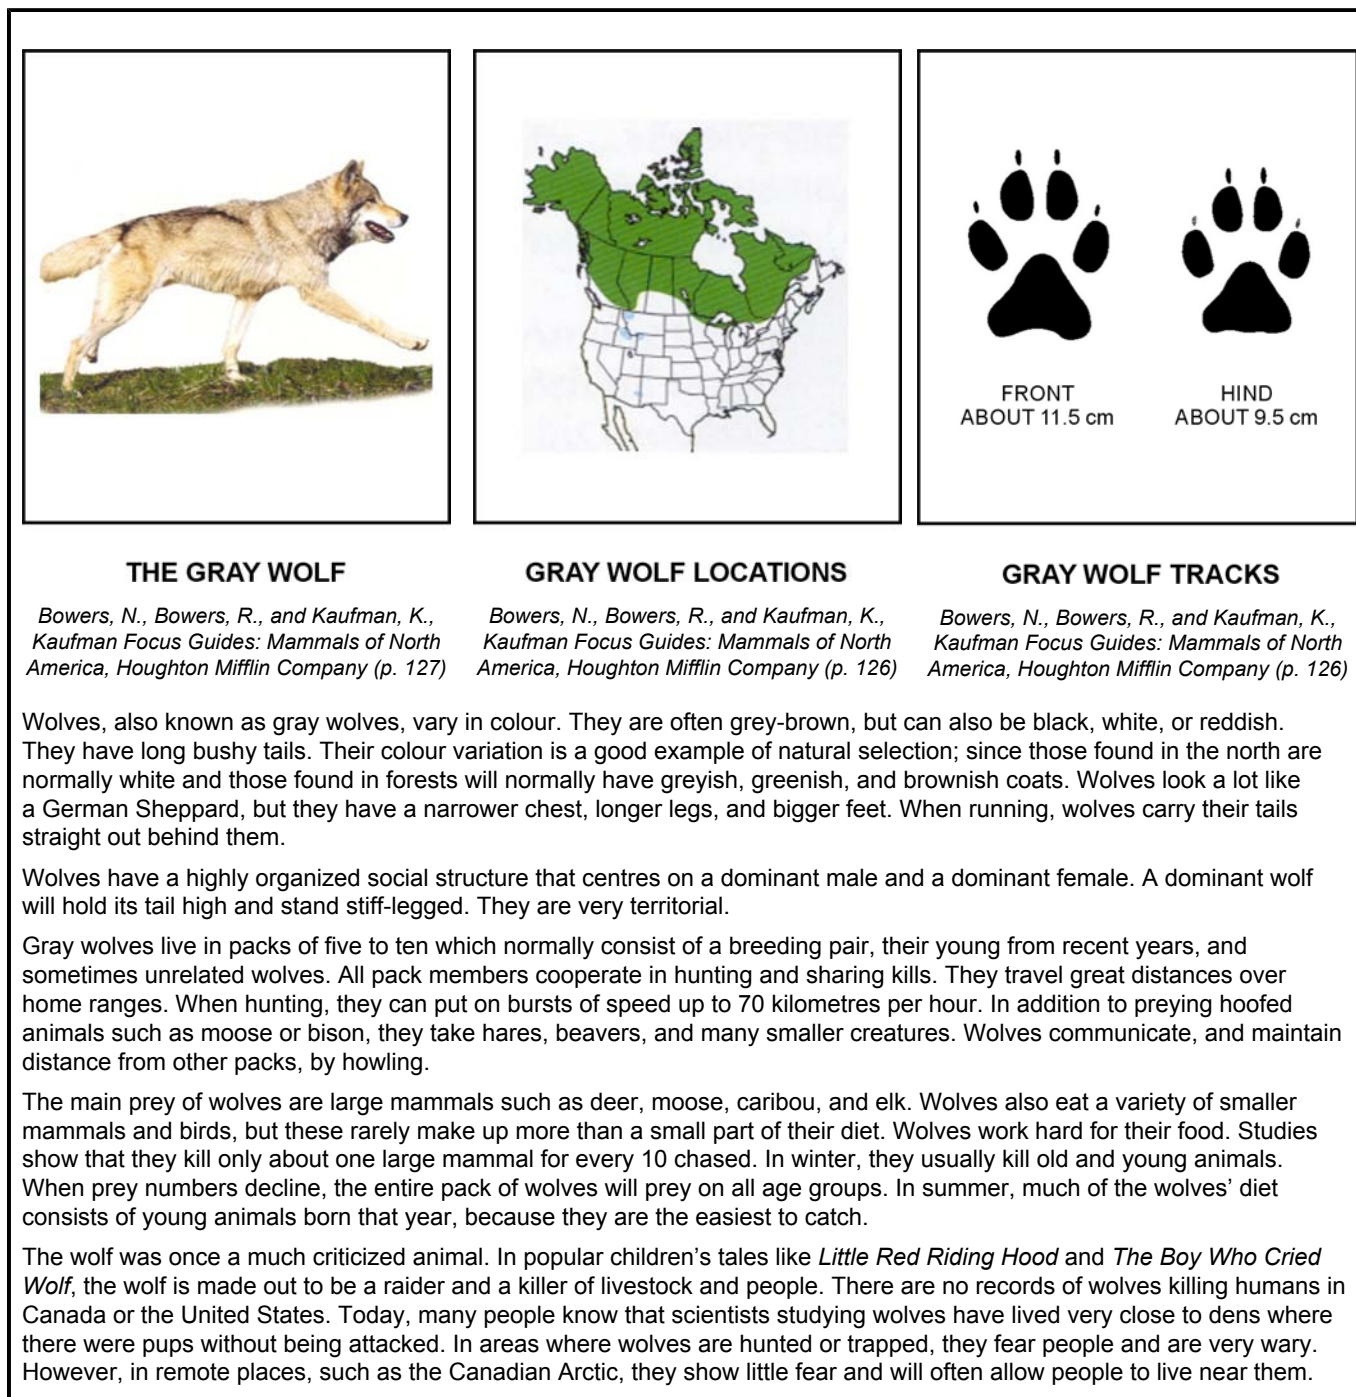 FRONT
ABOUT 11.5 cm
HIND
ABOUT 9.5 cm
THE GRAY WOLF
Bowers, N., Bowers, R., and Kaufman, K.,
Kaufman Focus Guides: Mammals of North
America, Houghton Mifflin Company (p. 127)
GRAY WOLF LOCATIONS
Bowers, N., Bowers, R., and Kaufman, K.,
Kaufman Focus Guides: Mammals of North
America, Houghton Mifflin Company (p. 126)
GRAY WOLF TRACKS
Bowers, N., Bowers, R., and Kaufman, K.,
Kaufman Focus Guides: Mammals of North
America, Houghton Mifflin Company (p. 126)
Wolves, also known as gray wolves, vary in colour. They are often grey-brown, but can also be black, white, or reddish.
They have long bushy tails. Their colour variation is a good example of natural selection; since those found in the north are
normally white and those found in forests will normally have greyish, greenish, and brownish coats. Wolves look a lot like
a German Sheppard, but they have a narrower chest, longer legs, and bigger feet. When running, wolves carry their tails
straight out behind them.
Wolves have a highly organized social structure that centres on a dominant male and a dominant female. A dominant wolf
will hold its tail high and stand stiff-legged. They are very territorial.
Gray wolves live in packs of five to ten which normally consist of a breeding pair, their young from recent years, and
sometimes unrelated wolves. All pack members cooperate in hunting and sharing kills. They travel great distances over
home ranges. When hunting, they can put on bursts of speed up to 70 kilometres per hour. In addition to preying hoofed
animals such as moose or bison, they take hares, beavers, and many smaller creatures. Wolves communicate, and maintain
distance from other packs, by howling.
The main prey of wolves are large mammals such as deer, moose, caribou, and elk. Wolves also eat a variety of smaller
mammals and birds, but these rarely make up more than a small part of their diet. Wolves work hard for their food. Studies
show that they kill only about one large mammal for every 10 chased. In winter, they usually kill old and young animals.
When prey numbers decline, the entire pack of wolves will prey on all age groups. In summer, much of the wolves' diet
consists of young animals born that year, because they are the easiest to catch.
The wolf was once a much criticized animal. In popular children's tales like Little Red Riding Hood and The Boy Who Cried
Wolf, the wolf is made out to be a raider and a killer of livestock and people. There are no records of wolves killing humans in
Canada or the United States. Today, many people know that scientists studying wolves have lived very close to dens where
there were pups without being attacked. In areas where wolves are hunted or trapped, they fear people and are very wary.
However, in remote places, such as the Canadian Arctic, they show little fear and will often allow people to live near them.